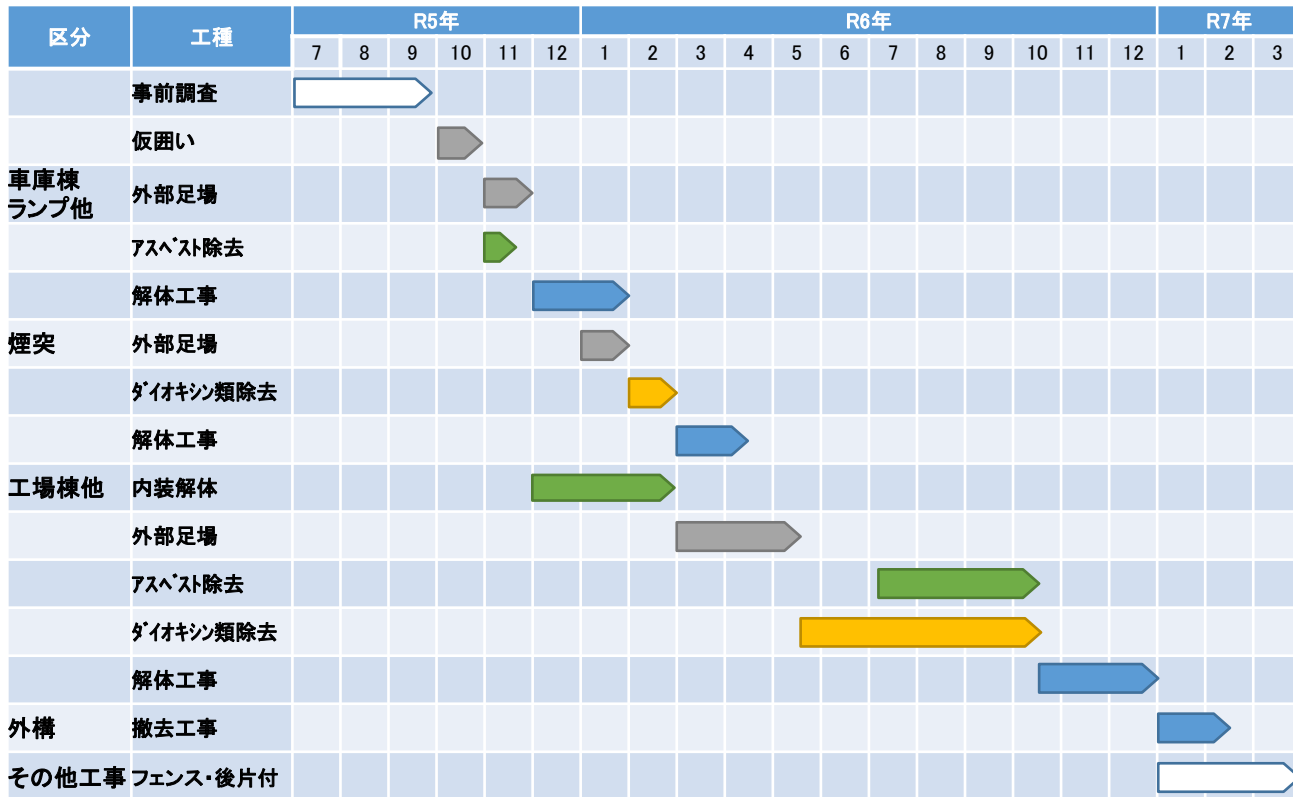 区分 工種 R5年 R6年 R7年
7 8 9 10 11 12 1 2 3 4 5 6 7 8 9 10 11 12 1 2 3
事前調査
仮囲い
車庫棟
ランプ他
外部足場
アスベスト除去
解体工事
煙突 外部足場
ダイオキシン類除去
解体工事
工場棟他 内装解体
外部足場
アスベスト除去
ダイオキシン類除去
解体工事
外構 撤去工事
その他工事 フェンス・後片付